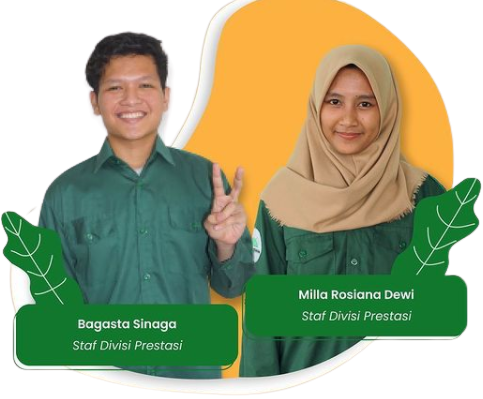 Bagasta Sinaga
Staf Divisi Prestasi
Milla Rosiana Dewi
Staf Divisi Prestasi